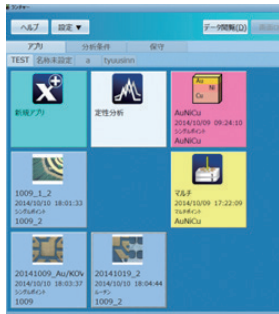 ランチャー
ヘルプ 設定 ▼ データ閲覧(D)
アプリ 分析条件 保守
TEST 名称未設定 a tyuusinn
新規アプリ
定性分析
Au Ni
Cu
AuNiCu
2014/10/09 09:24:10
シングルポイント
AuNiCu
1009_1_2
2014/10/10 18:01:33
シングルポイント
1009_2
マルチ
2014/10/09 17:22:09
マルチポイント
AuNiCu
20141009_Au/KOV
2014/10/10 18:03:37
シングルポイント
1009
20141019_2
2014/10/10 18:04:44
ルーチン
1009_2